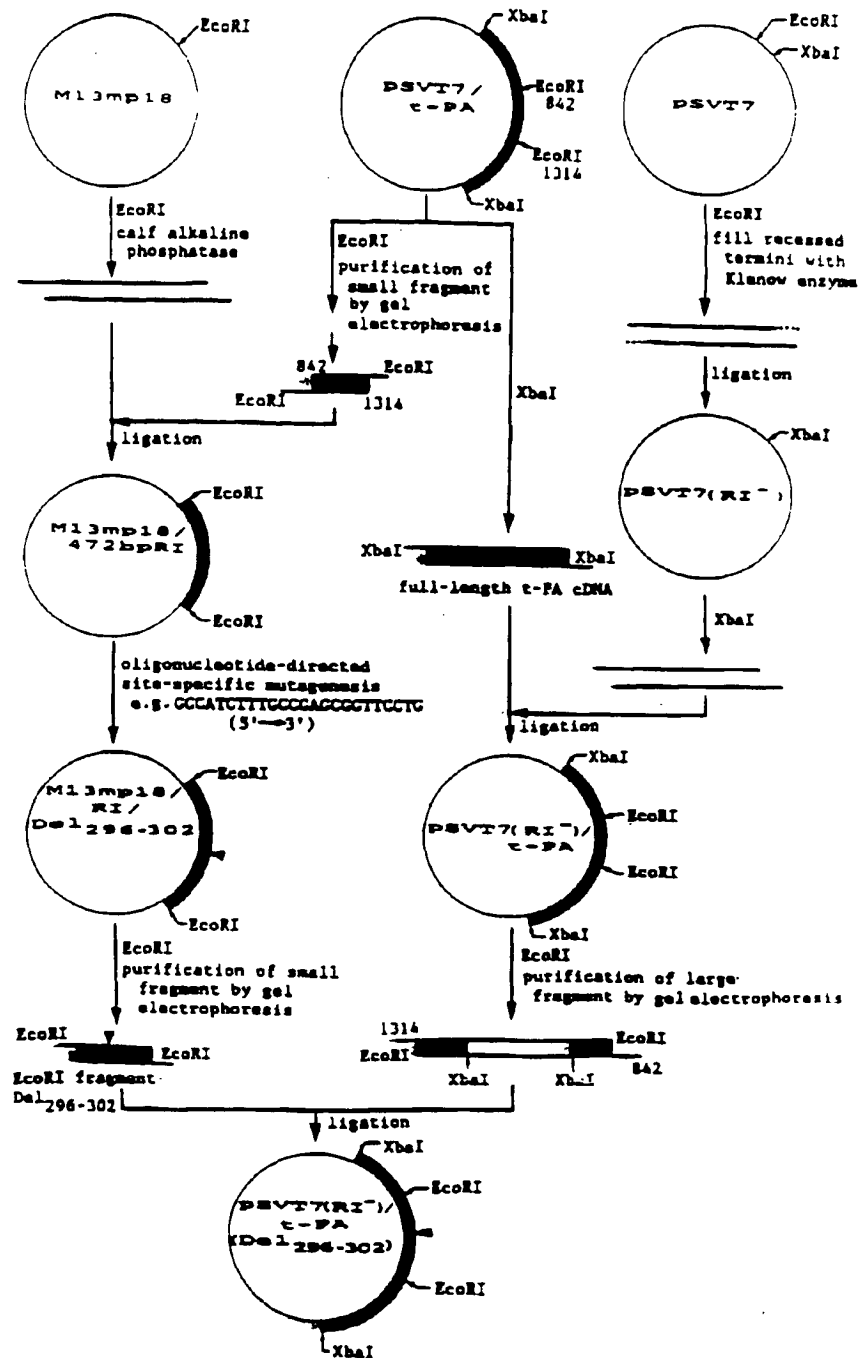 EcoRI
M13mp18
EcoRI
calf alkaline
phosphatase
XbaI
pSVT7/
t-PA
EcoRI
842
EcoRI
1314
XbaI
EcoRI
purification of
small fragment
by gel
electrophoresis
842
EcoRI
EcoRI
1314
XbaI
EcoRI
XbaI
pSVT7
EcoRI
fill recessed
termini with
Klenow enzyme
ligation
XbaI
pSVT7(RI⁻)
XbaI
ligation
EcoRI
M13mp18/
472bpRI
EcoRI
XbaI
XbaI
full-length t-PA cDNA
oligonucleotide-directed
site-specific mutagenesis
e.g. GCCATCTTTGCCGAGCGGTTCCTG
(5'→3')
ligation
EcoRI
M13mp18/
RI/
Del296-302
EcoRI
XbaI
EcoRI
pSVT7(RI⁻)/
t-PA
EcoRI
XbaI
EcoRI
purification of small
fragment by gel
electrophoresis
EcoRI
purification of large
fragment by gel electrophoresis
EcoRI
EcoRI
EcoRI fragment
Del296-302
1314
EcoRI
EcoRI
842
XbaI
XbaI
ligation
XbaI
EcoRI
pSVT7(RI⁻)/
t-PA
(Del296-302)
EcoRI
XbaI